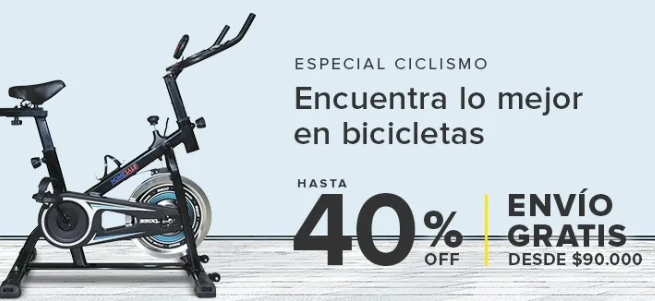 ESPECIAL CICLISMO
Encuentra lo mejor
en bicicletas
HASTA
40%
OFF
ENVÍO
GRATIS
DESDE $90.000